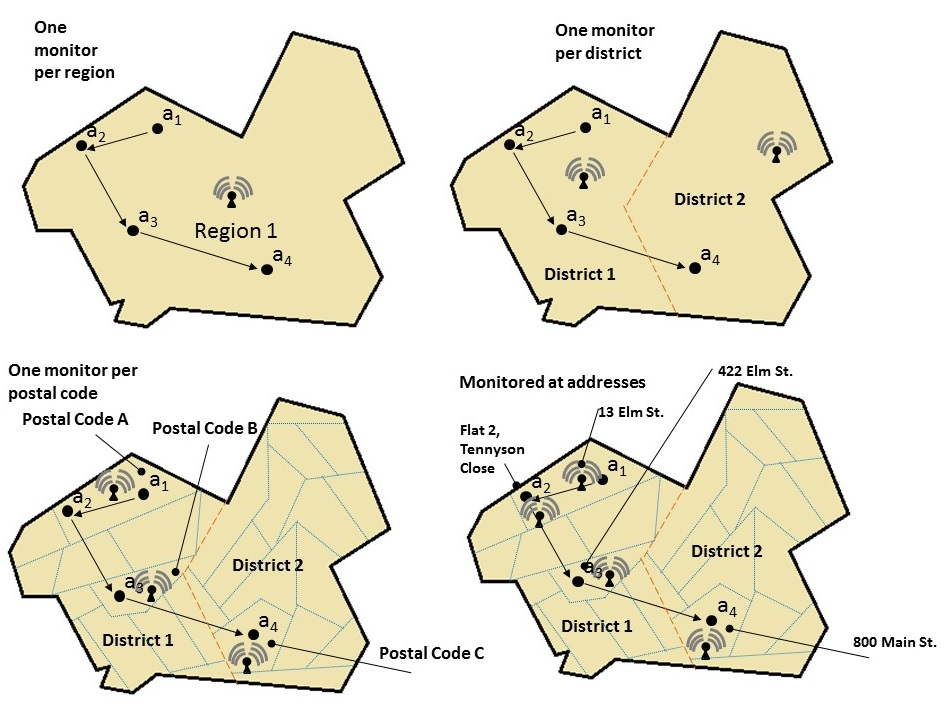 One
monitor
per region
a1
a2
a3
Region 1
a4
One monitor
per district
a1
a2
a3
District 2
a4
District 1
One monitor per
postal code
Postal Code A
Postal Code B
a1
a2
a3
District 2
a4
District 1
Postal Code C
Monitored at addresses
422 Elm St.
13 Elm St.
Flat 2,
Tennyson
Close
a1
a2
a3
District 2
a4
District 1
800 Main St.